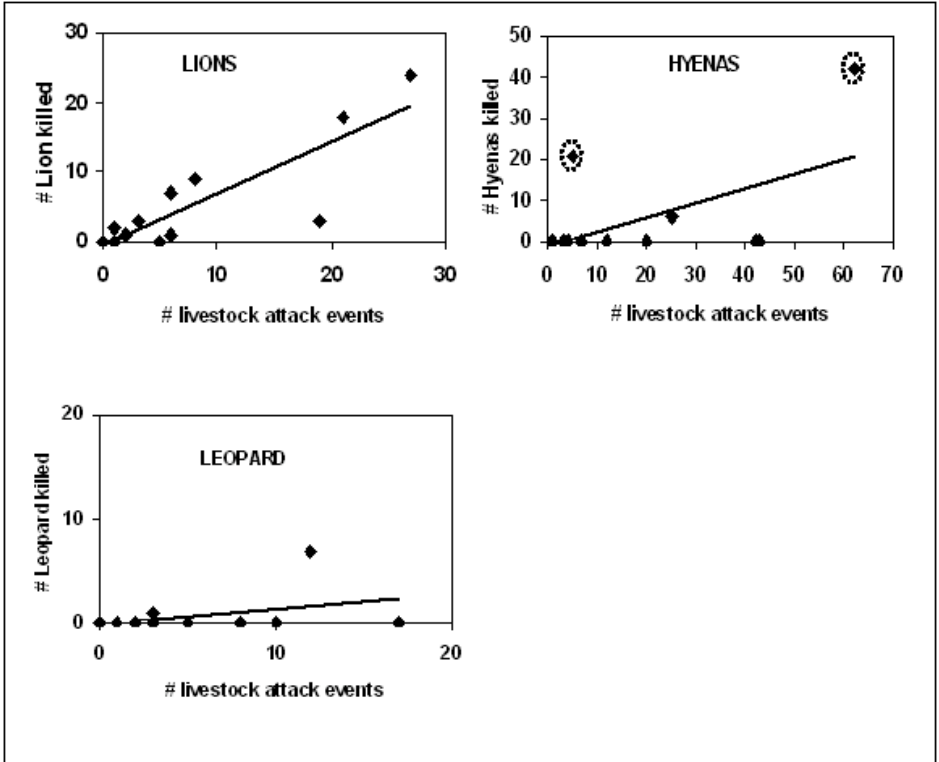 LIONS
# Lion killed
30
20
10
0
0 10 20 30
# livestock attack events
HYENAS
# Hyenas killed
50
40
30
20
10
0
0 10 20 30 40 50 60 70
# livestock attack events
LEOPARD
# Leopard killed
20
10
0
0 10 20
# livestock attack events